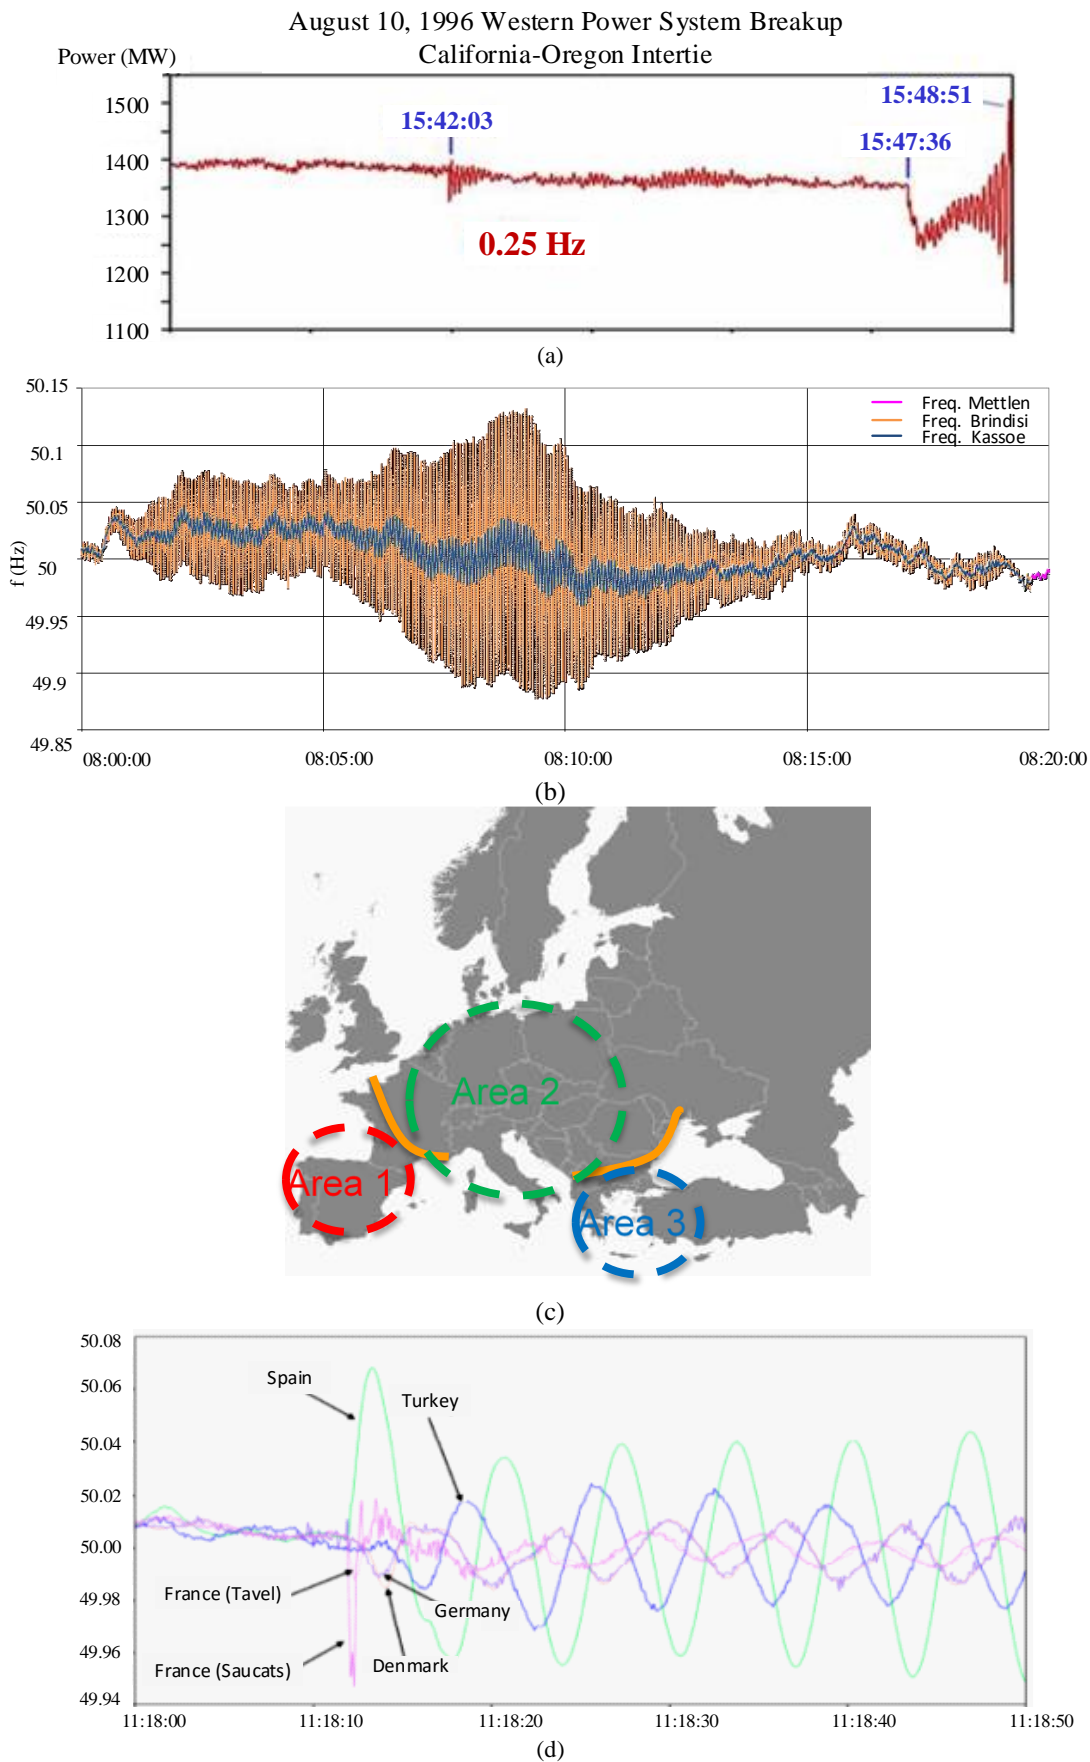 August 10, 1996 Western Power System Breakup
California-Oregon Intertie
Power (MW)
1500
1400
1300
1200
1100
15:42:03
15:48:51
15:47:36
0.25 Hz
(a)
50.15
50.1
50.05
50
49.95
49.9
49.85
f (Hz)
Freq. Mettlen
Freq. Brindisi
Freq. Kassoe
08:00:00
08:05:00
08:10:00
08:15:00
08:20:00
(b)
Area 2
Area 1
Area 3
(c)
50.08
50.06
50.04
50.02
50.00
49.98
49.96
49.94
Spain
Turkey
France (Tavel)
Germany
France (Saucats)
Denmark
11:18:00
11:18:10
11:18:20
11:18:30
11:18:40
11:18:50
(d)